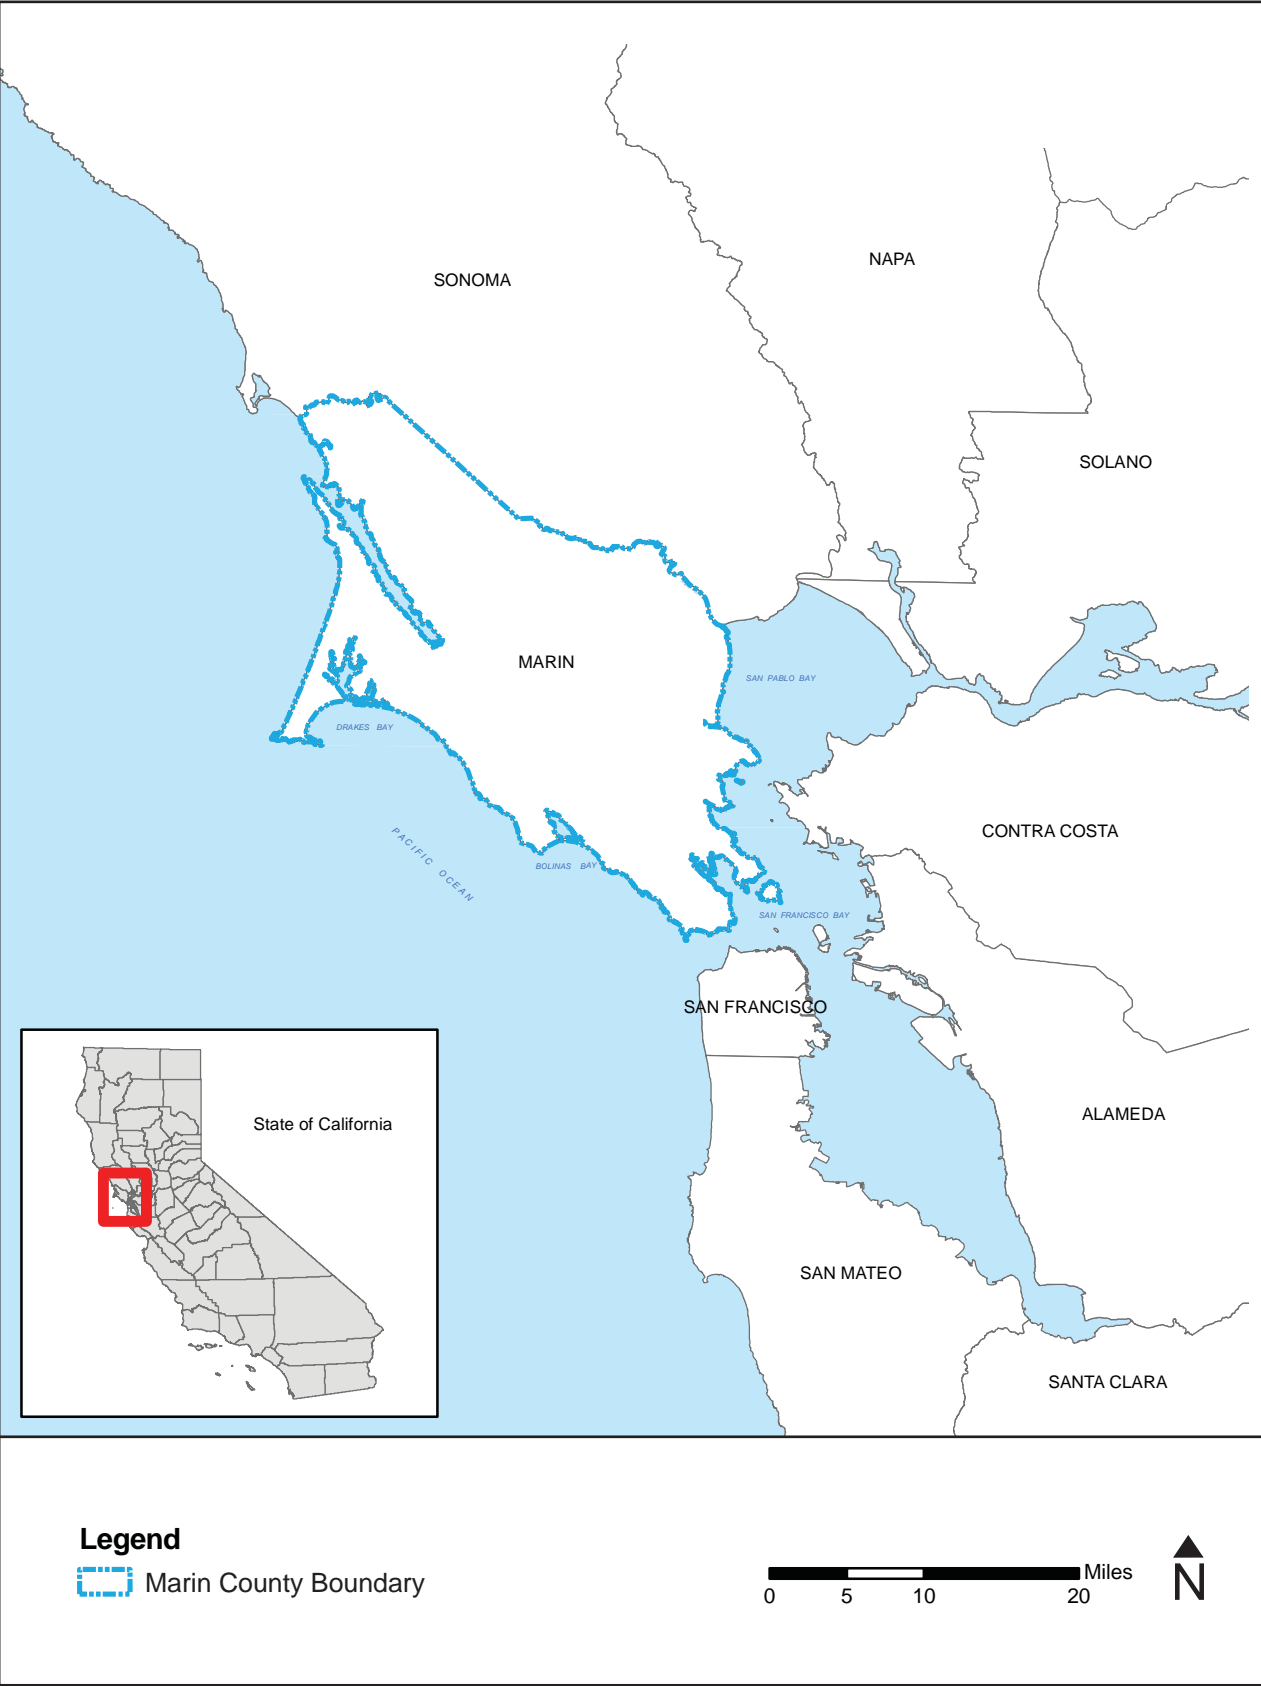 NAPA
SONOMA
SOLANO
MARIN
SAN PABLO BAY
DRAKES BAY
CONTRA COSTA
PACIFIC OCEAN
BOLINAS BAY
SAN FRANCISCO BAY
SAN FRANCISCO
ALAMEDA
State of California
SAN MATEO
SANTA CLARA
Legend
Marin County Boundary
Miles
0 5 10 20
N